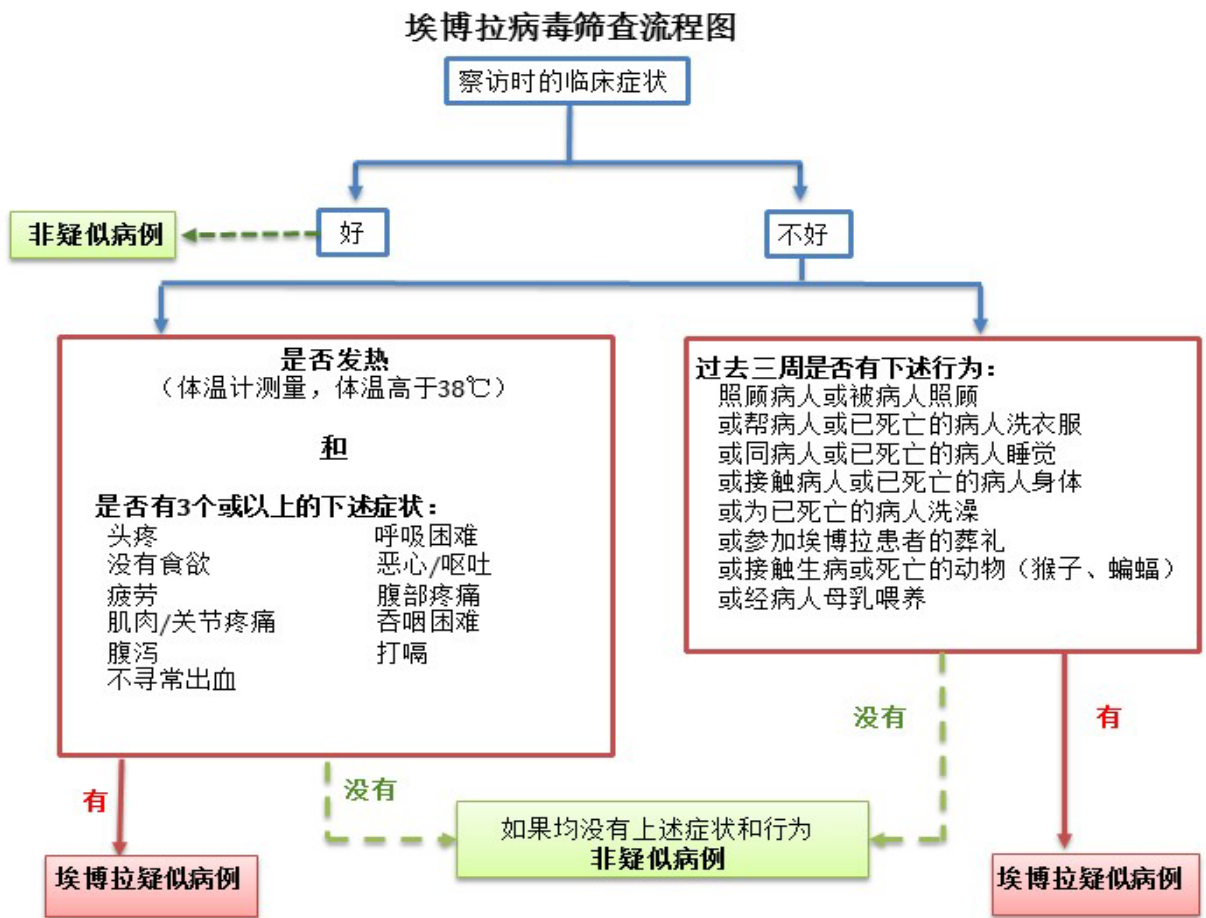 埃博拉病毒筛查流程图
察访时的临床症状
非疑似病例
好
不好
是否发热
（体温计测量，体温高于38℃）
和
是否有3个或以上的下述症状：
头疼 呼吸困难
没有食欲 恶心/呕吐
疲劳 腹部疼痛
肌肉/关节疼痛 吞咽困难
腹泻 打嗝
不寻常出血
过去三周是否有下述行为：
照顾病人或被病人照顾
或帮病人或已死亡的病人洗衣服
或同病人或已死亡的病人睡觉
或接触病人或已死亡的病人身体
或为已死亡的病人洗澡
或参加埃博拉患者的葬礼
或接触生病或死亡的动物（猴子、蝙蝠）
或经病人母乳喂养
有
没有
没有
有
如果均没有上述症状和行为
非疑似病例
埃博拉疑似病例
埃博拉疑似病例